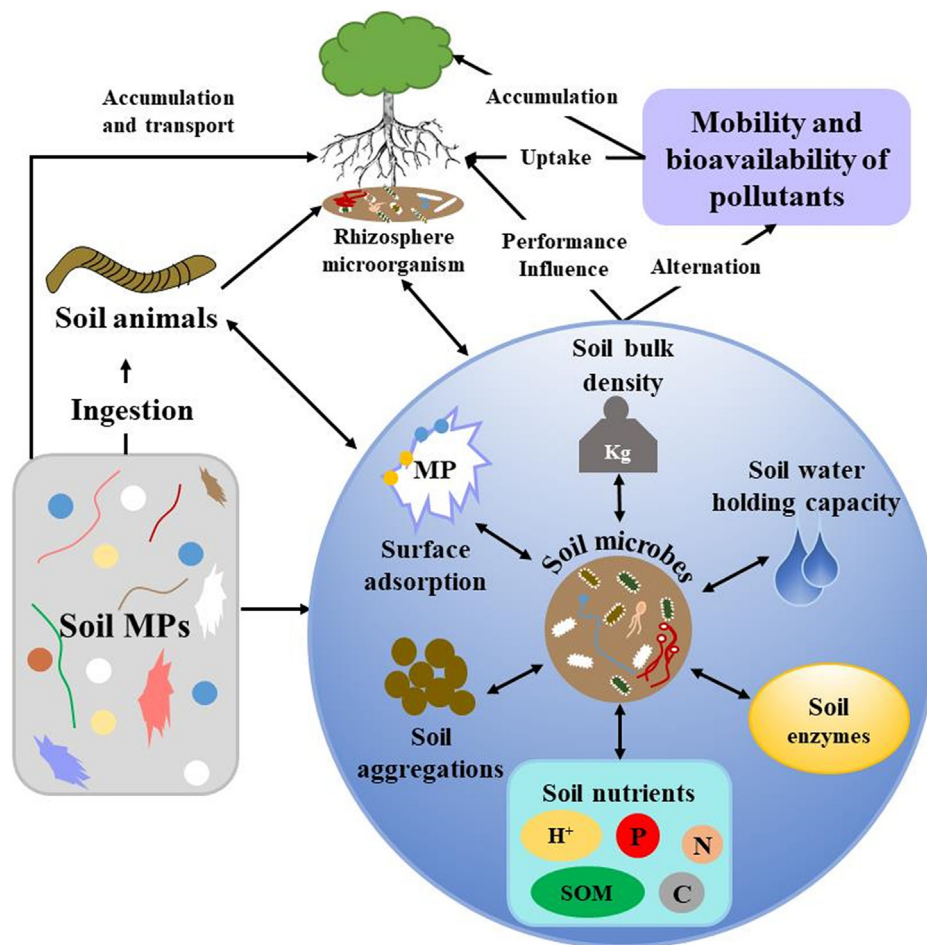 Accumulation
and transport
Accumulation
Uptake
Mobility and
bioavailability of
pollutants
Rhizosphere
microorganism
Performance
Influence
Alternation
Soil animals
Ingestion
Soil MPs
Soil bulk
density
Kg
MP
Surface
adsorption
Soil water
holding capacity
Soil microbes
Soil
aggregations
Soil
enzymes
Soil nutrients
H⁺
P
N
SOM
C